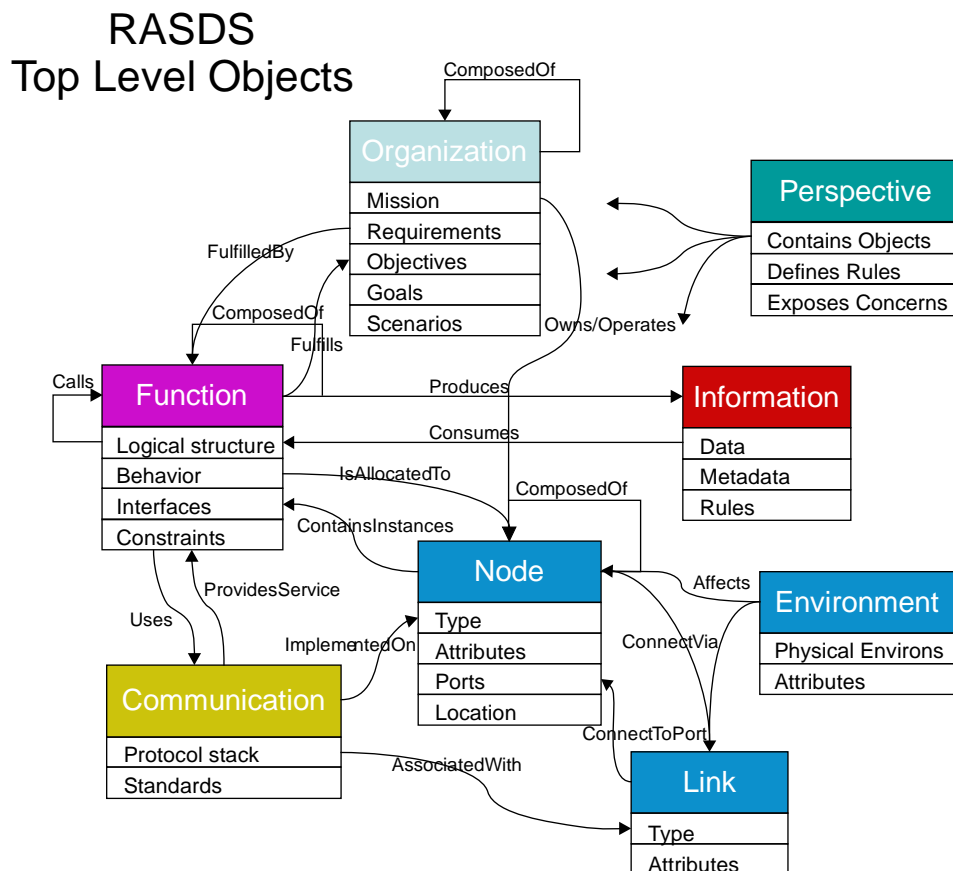 RASDS
Top Level Objects
ComposedOf
Organization
Mission
Requirements
Objectives
Goals
Scenarios
Perspective
Contains Objects
Defines Rules
Exposes Concerns
FulfilledBy
ComposedOf
Fulfills
Owns/Operates
Calls
Function
Logical structure
Behavior
Interfaces
Constraints
Produces
Consumes
Information
Data
Metadata
Rules
IsAllocatedTo
ComposedOf
ContainsInstances
Node
Type
Attributes
Ports
Location
Affects
Environment
Physical Environs
Attributes
ProvidesService
Uses
ImplementedOn
ConnectVia
Communication
Protocol stack
Standards
AssociatedWith
ConnectToPort
Link
Type
Attributes